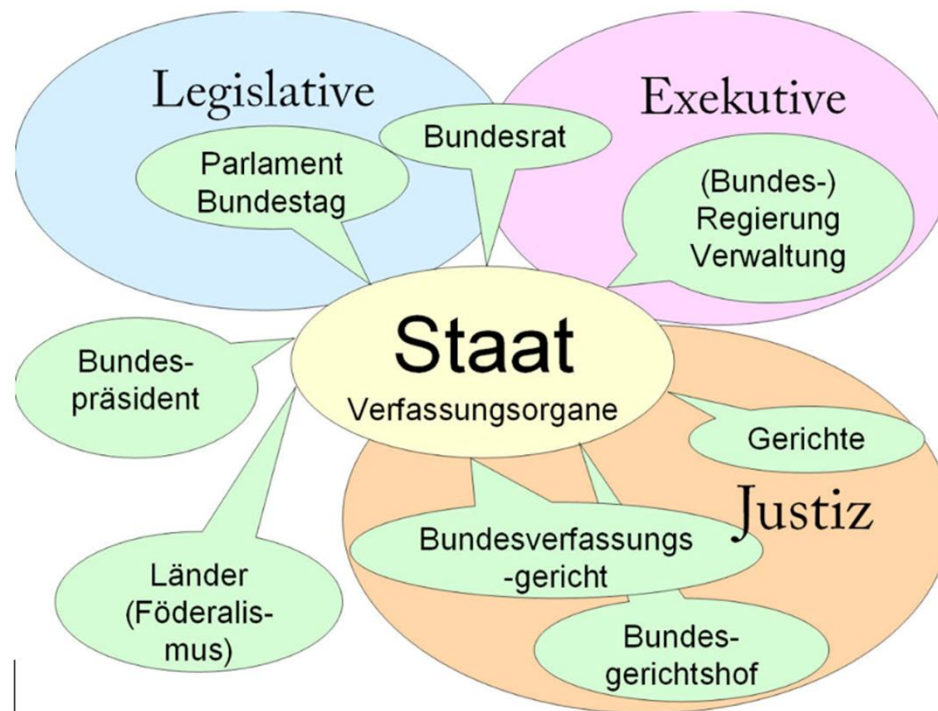 Legislative
Exekutive
Bundesrat
Parlament
Bundestag
(Bundes-)
Regierung
Verwaltung
Staat
Verfassungsorgane
Bundes-
präsident
Gerichte
Justiz
Bundesverfassungs
-gericht
Länder
(Föderalis-
mus)
Bundes-
gerichtshof